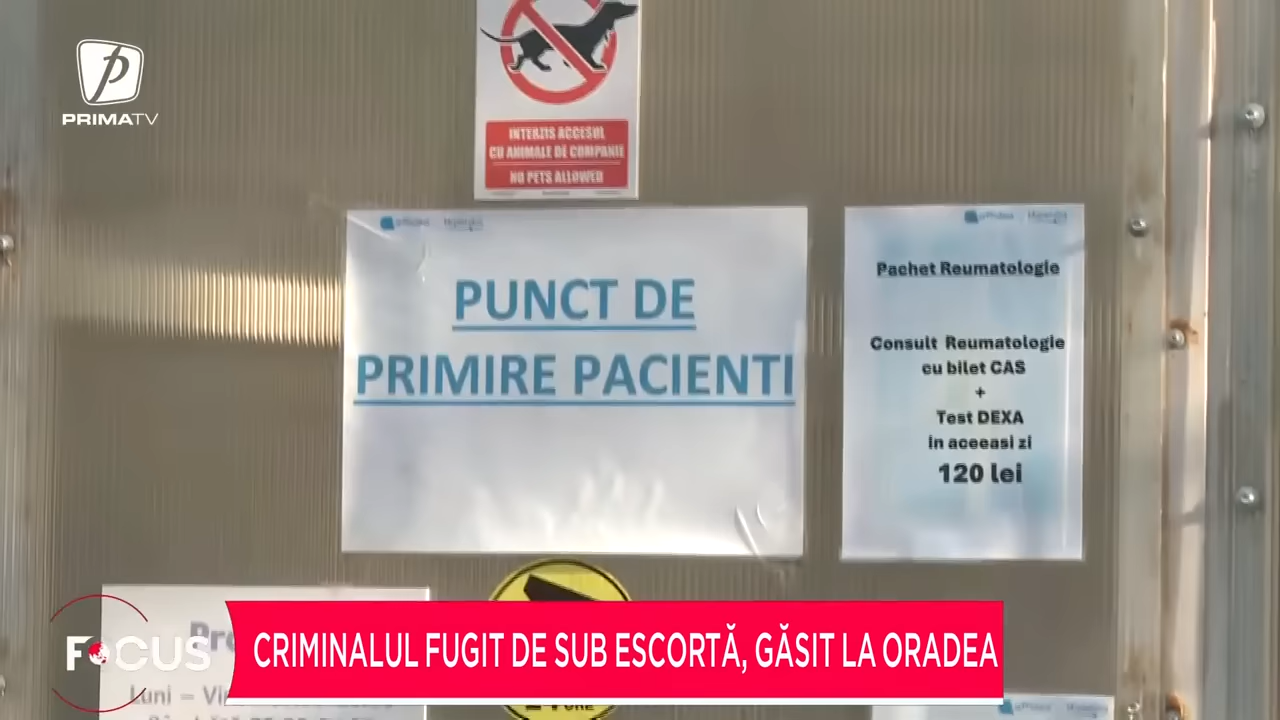 PRIMATV
INTERZIS ACCESUL
CU ANIMALE DE COMPANIE
NO PETS ALLOWED
PUNCT DE
PRIMIRE PACIENTI
Pachet Reumatologie
Consult Reumatologie
cu bilet CAS
+
Test DEXA
in aceeasi zi
120 lei
Luni –
FOCUS
CRIMINALUL FUGIT DE SUB ESCORTĂ, GĂSIT LA ORADEA